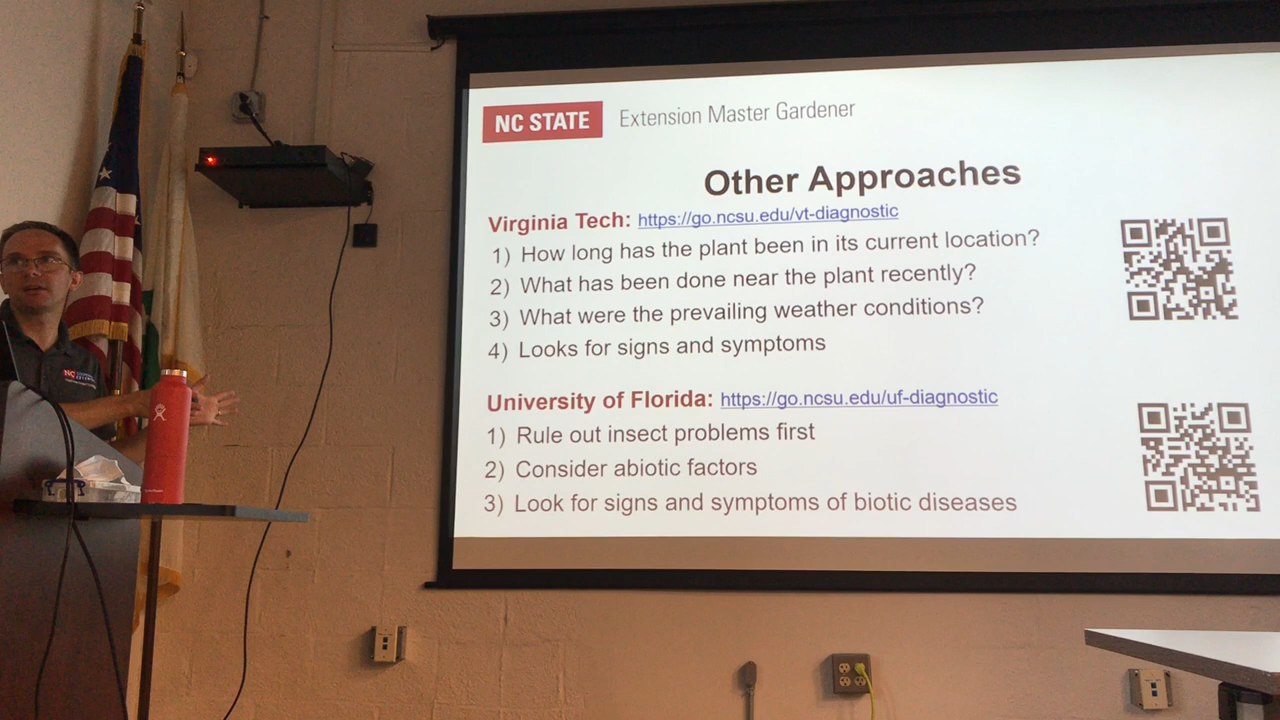 NC STATE Extension Master Gardener
Other Approaches
Virginia Tech: https://go.ncsu.edu/vt-diagnostic
1) How long has the plant been in its current location?
2) What has been done near the plant recently?
3) What were the prevailing weather conditions?
4) Looks for signs and symptoms
University of Florida: https://go.ncsu.edu/uf-diagnostic
1) Rule out insect problems first
2) Consider abiotic factors
3) Look for signs and symptoms of biotic diseases
NC